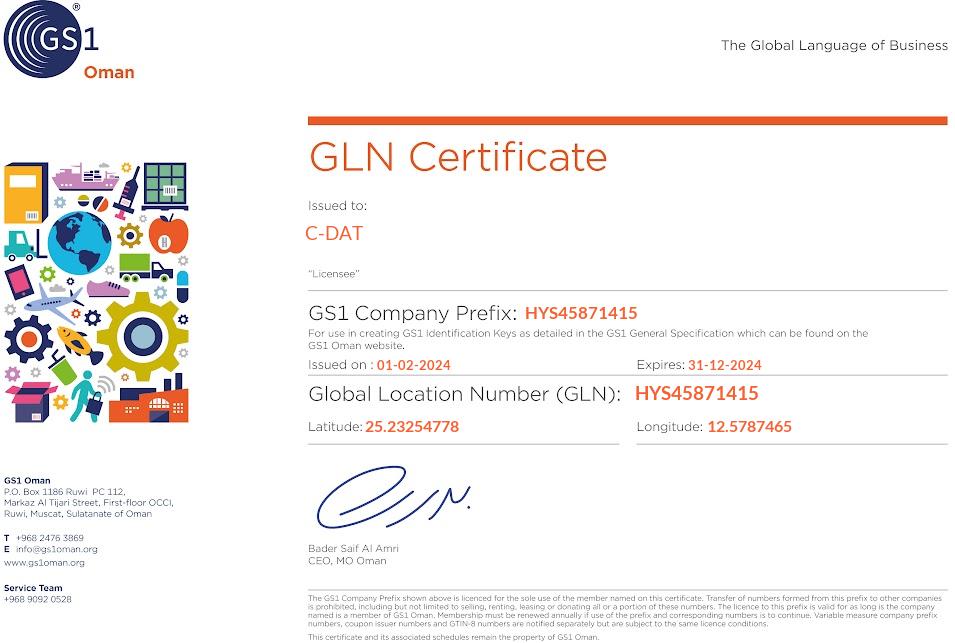 GS1®
Oman
The Global Language of Business
GLN Certificate
Issued to:
C-DAT
“Licensee”
GS1 Company Prefix: HYS45871415
For use in creating GS1 Identification Keys as detailed in the GS1 General Specification which can be found on the
GS1 Oman website.
Issued on : 01-02-2024 Expires: 31-12-2024
Global Location Number (GLN): HYS45871415
Latitude: 25.23254778 Longitude: 12.5787465
Bader Saif Al Amri
CEO, MO Oman
GS1 Oman
P.O. Box 1186 Ruwi PC 112,
Markaz Al Tijari Street, First-floor OCCI,
Ruwi, Muscat, Sulatanate of Oman
T +968 2476 3869
E info@gs1oman.org
www.gs1oman.org
Service Team
+968 9092 0528
The GS1 Company Prefix shown above is licenced for the sole use of the member named on this certificate. Transfer of numbers formed from this prefix to other companies
is prohibited, including but not limited to selling, renting, leasing or donating all or a portion of these numbers. The licence to this prefix is valid for as long is the company
named is a member of GS1 Oman. Membership must be renewed annually if use of the prefix and corresponding numbers is to continue. Variable measure company prefix
numbers, coupon issuer numbers and GTIN-8 numbers are notified separately but are subject to the same licence conditions.
This certificate and its associated schedules remain the property of GS1 Oman.